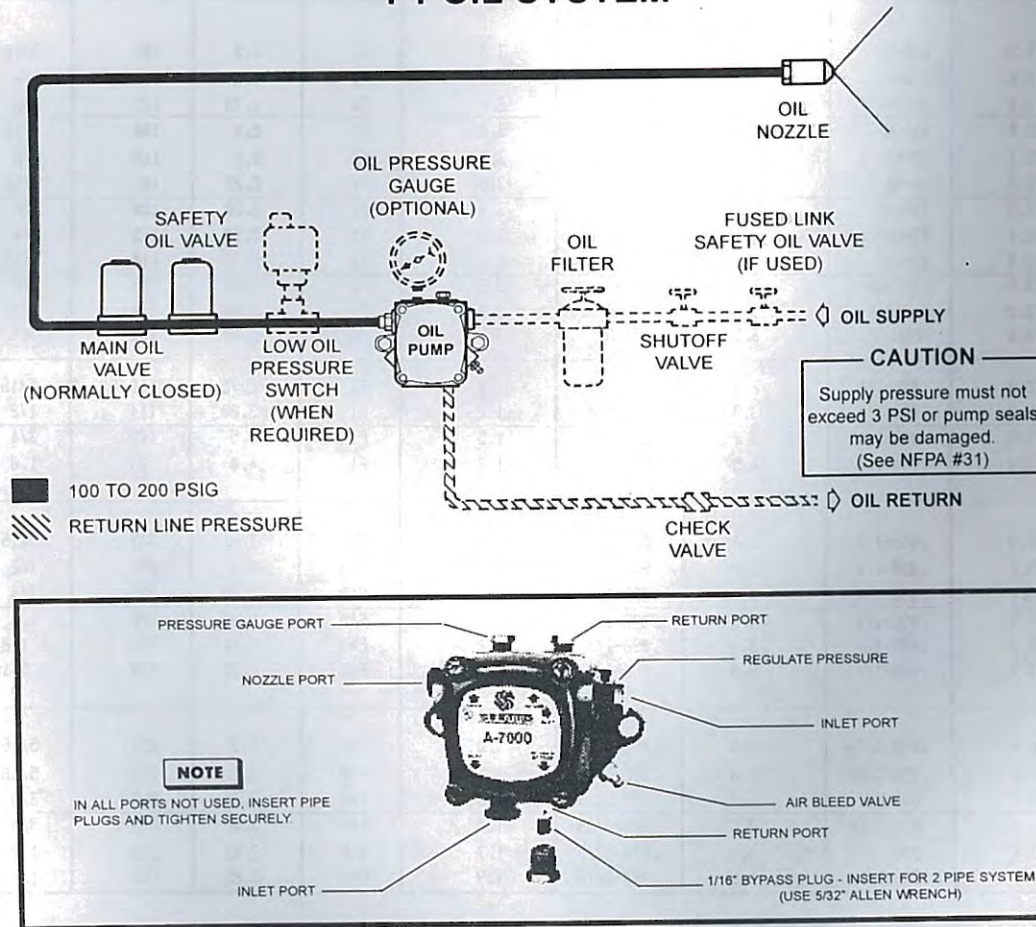 OIL SYSTEM
OIL
NOZZLE
OIL PRESSURE
GAUGE
(OPTIONAL)
SAFETY
OIL VALVE
OIL
FILTER
FUSED LINK
SAFETY OIL VALVE
(IF USED)
OIL
PUMP
OIL SUPPLY
SHUTOFF
VALVE
MAIN OIL
VALVE
(NORMALLY CLOSED)
LOW OIL
PRESSURE
SWITCH
(WHEN
REQUIRED)
CAUTION
Supply pressure must not
exceed 3 PSI or pump seals
may be damaged.
(See NFPA #31)
100 TO 200 PSIG
RETURN LINE PRESSURE
OIL RETURN
CHECK
VALVE
PRESSURE GAUGE PORT
RETURN PORT
REGULATE PRESSURE
NOZZLE PORT
INLET PORT
A-7000
NOTE
IN ALL PORTS NOT USED, INSERT PIPE
PLUGS AND TIGHTEN SECURELY.
AIR BLEED VALVE
RETURN PORT
INLET PORT
1/16" BYPASS PLUG - INSERT FOR 2 PIPE SYSTEM
(USE 5/32" ALLEN WRENCH)